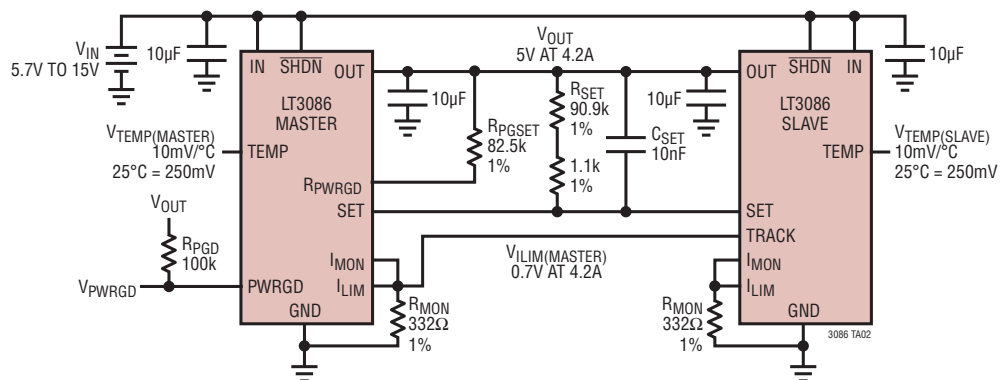 VIN
5.7V TO 15V
10µF
IN
SHDN
OUT
LT3086
MASTER
VTEMP(MASTER)
10mV/°C
25°C = 250mV
TEMP
RPWRGD
SET
VOUT
RPGD
100k
VPWRGD
PWRGD
IMON
ILIM
GND
RMON
332Ω
1%
VOUT
5V AT 4.2A
10µF
RPGSET
82.5k
1%
RSET
90.9k
1%
1.1k
1%
CSET
10nF
10µF
VILIM(MASTER)
0.7V AT 4.2A
OUT
SHDN
IN
10µF
LT3086
SLAVE
TEMP
VTEMP(SLAVE)
10mV/°C
25°C = 250mV
SET
TRACK
IMON
ILIM
GND
RMON
332Ω
1%
3086 TA02